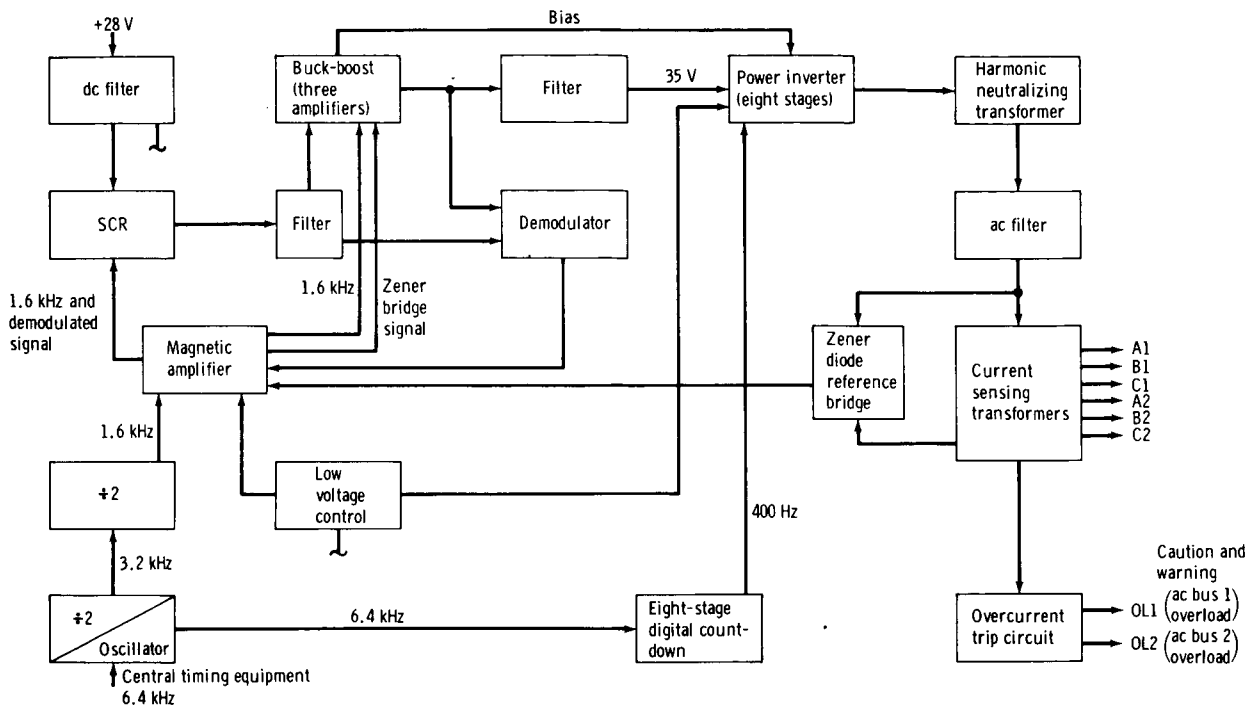 +28 V
Bias
dc filter
Buck-boost
(three
amplifiers)
Filter
35 V
Power inverter
(eight stages)
Harmonic
neutralizing
transformer
SCR
Filter
Demodulator
ac filter
1.6 kHz and
demodulated
signal
1.6 kHz
Zener
bridge
signal
Magnetic
amplifier
Zener
diode
reference
bridge
Current
sensing
transformers
A1
B1
C1
A2
B2
C2
1.6 kHz
÷2
Low
voltage
control
400 Hz
3.2 kHz
÷2
Oscillator
6.4 kHz
Eight-stage
digital count-
down
Overcurrent
trip circuit
Caution and
warning
OL1 (ac bus 1
overload)
OL2 (ac bus 2
overload)
Central timing equipment
6.4 kHz